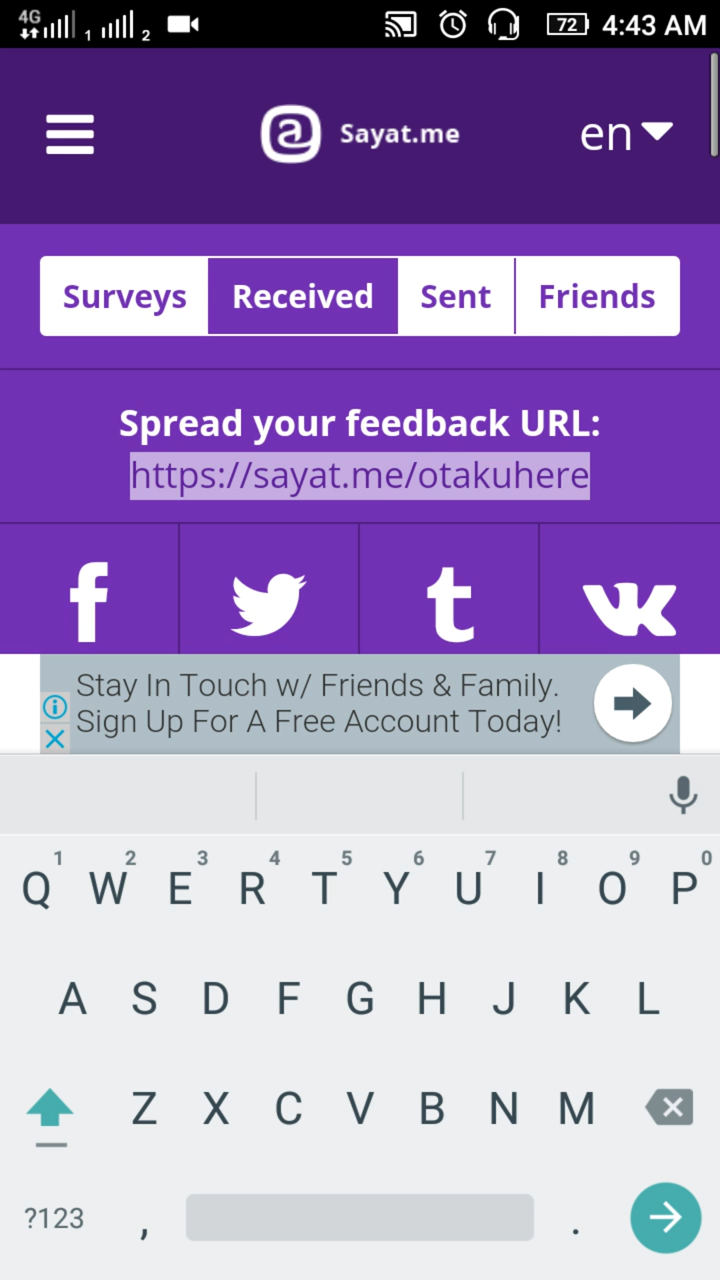 4G 1 2 72 4:43 AM
Sayat.me en
Surveys Received Sent Friends
Spread your feedback URL:
https://sayat.me/otakuhere
Stay In Touch w/ Friends & Family.
Sign Up For A Free Account Today!
1 2 3 4 5 6 7 8 9 0
Q W E R T Y U I O P
A S D F G H J K L
Z X C V B N M
?123 , .